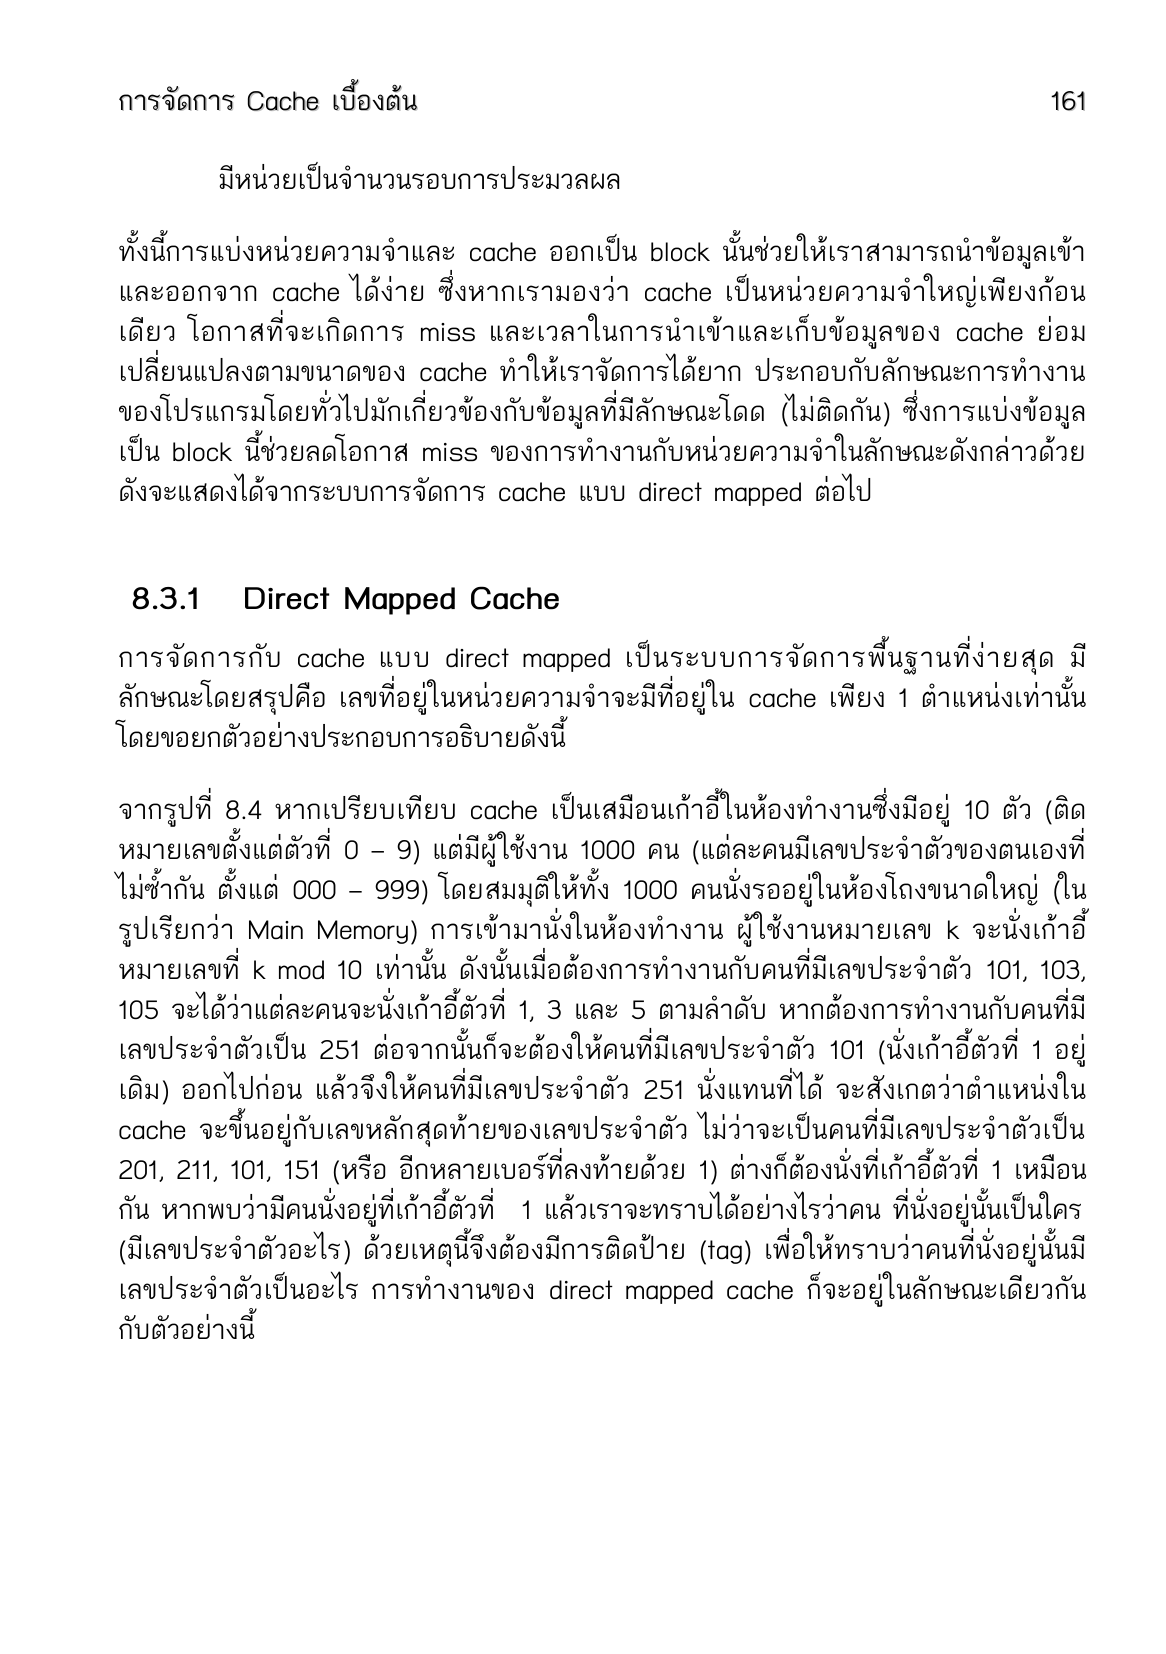 การจัดการ Cache เบื้องต้น 161
มีหน่วยเป็นจำนวนรอบการประมวลผล
ทั้งนี้การแบ่งหน่วยความจำและ cache ออกเป็น block นั้นช่วยให้เราสามารถนำข้อมูลเข้า
และออกจาก cache ได้ง่าย ซึ่งหากเรามองว่า cache เป็นหน่วยความจำใหญ่เพียงก้อน
เดียว โอกาสที่จะเกิดการ miss และเวลาในการนำเข้าและเก็บข้อมูลของ cache ย่อม
เปลี่ยนแปลงตามขนาดของ cache ทำให้เราจัดการได้ยาก ประกอบกับลักษณะการทำงาน
ของโปรแกรมโดยทั่วไปมักเกี่ยวข้องกับข้อมูลที่มีลักษณะโดด (ไม่ติดกัน) ซึ่งการแบ่งข้อมูล
เป็น block นี้ช่วยลดโอกาส miss ของการทำงานกับหน่วยความจำในลักษณะดังกล่าวด้วย
ดังจะแสดงได้จากระบบการจัดการ cache แบบ direct mapped ต่อไป
8.3.1 Direct Mapped Cache
การจัดการกับ cache แบบ direct mapped เป็นระบบการจัดการพื้นฐานที่ง่ายสุด มี
ลักษณะโดยสรุปคือ เลขที่อยู่ในหน่วยความจำจะมีที่อยู่ใน cache เพียง 1 ตำแหน่งเท่านั้น
โดยขอยกตัวอย่างประกอบการอธิบายดังนี้
จากรูปที่ 8.4 หากเปรียบเทียบ cache เป็นเสมือนเก้าอี้ในห้องทำงานซึ่งมีอยู่ 10 ตัว (ติด
หมายเลขตั้งแต่ตัวที่ 0 – 9) แต่มีผู้ใช้งาน 1000 คน (แต่ละคนมีเลขประจำตัวของตนเองที่
ไม่ซ้ำกัน ตั้งแต่ 000 – 999) โดยสมมุติให้ทั้ง 1000 คนนั่งรออยู่ในห้องโถงขนาดใหญ่ (ใน
รูปเรียกว่า Main Memory) การเข้ามานั่งในห้องทำงาน ผู้ใช้งานหมายเลข k จะนั่งเก้าอี้
หมายเลขที่ k mod 10 เท่านั้น ดังนั้นเมื่อต้องการทำงานกับคนที่มีเลขประจำตัว 101, 103,
105 จะได้ว่าแต่ละคนจะนั่งเก้าอี้ตัวที่ 1, 3 และ 5 ตามลำดับ หากต้องการทำงานกับคนที่มี
เลขประจำตัวเป็น 251 ต่อจากนั้นก็จะต้องให้คนที่มีเลขประจำตัว 101 (นั่งเก้าอี้ตัวที่ 1 อยู่
เดิม) ออกไปก่อน แล้วจึงให้คนที่มีเลขประจำตัว 251 นั่งแทนที่ได้ จะสังเกตว่าตำแหน่งใน
cache จะขึ้นอยู่กับเลขหลักสุดท้ายของเลขประจำตัว ไม่ว่าจะเป็นคนที่มีเลขประจำตัวเป็น
201, 211, 101, 151 (หรือ อีกหลายเบอร์ที่ลงท้ายด้วย 1) ต่างก็ต้องนั่งที่เก้าอี้ตัวที่ 1 เหมือน
กัน หากพบว่ามีคนนั่งอยู่ที่เก้าอี้ตัวที่ 1 แล้วเราจะทราบได้อย่างไรว่าคน ที่นั่งอยู่นั้นเป็นใคร
(มีเลขประจำตัวอะไร) ด้วยเหตุนี้จึงต้องมีการติดป้าย (tag) เพื่อให้ทราบว่าคนที่นั่งอยู่นั้นมี
เลขประจำตัวเป็นอะไร การทำงานของ direct mapped cache ก็จะอยู่ในลักษณะเดียวกัน
กับตัวอย่างนี้